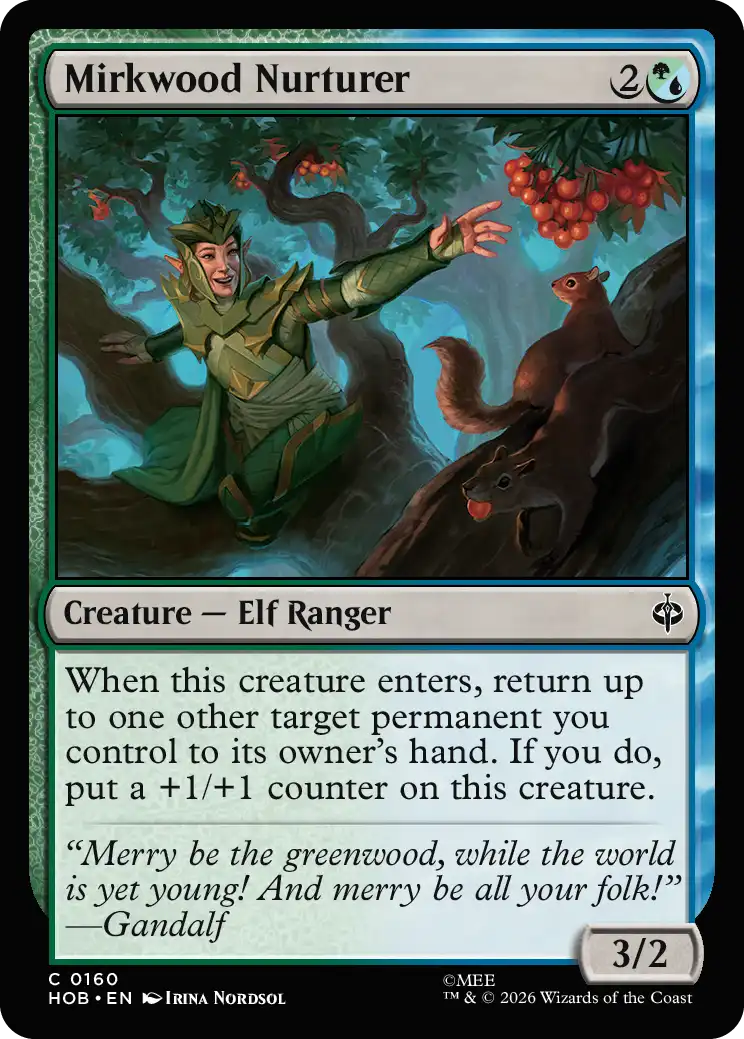 Mirkwood Nurturer 2
Creature — Elf Ranger
When this creature enters, return up
to one other target permanent you
control to its owner's hand. If you do,
put a +1/+1 counter on this creature.
“Merry be the greenwood, while the world
is yet young! And merry be all your folk!”
—Gandalf
3/2
C 0160
HOB • EN Irina Nordsol
©MEE
™ & © 2026 Wizards of the Coast